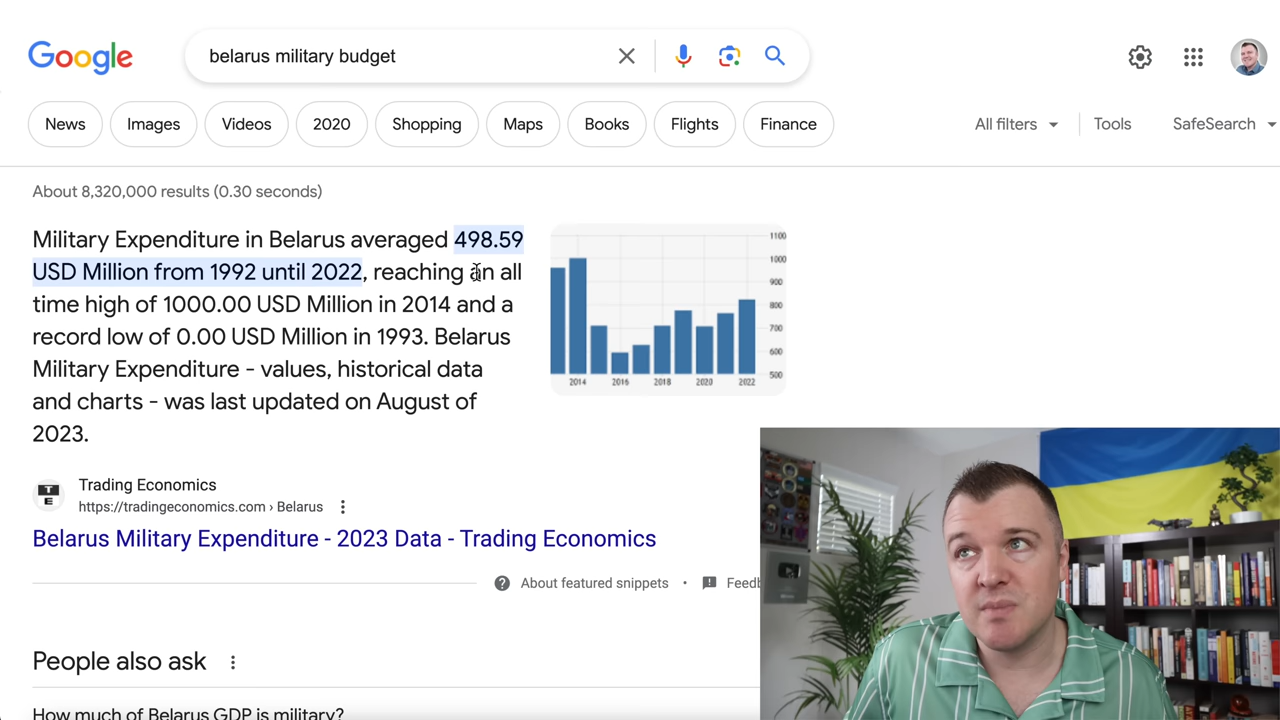 Google
belarus military budget
News
Images
Videos
2020
Shopping
Maps
Books
Flights
Finance
All filters
Tools
SafeSearch
About 8,320,000 results (0.30 seconds)
Military Expenditure in Belarus averaged 498.59
USD Million from 1992 until 2022, reaching an all
time high of 1000.00 USD Million in 2014 and a
record low of 0.00 USD Million in 1993. Belarus
Military Expenditure - values, historical data
and charts - was last updated on August of
2023.
1100
1000
900
800
700
600
500
2014 2016 2018 2020 2022
TE
Trading Economics
https://tradingeconomics.com › Belarus
Belarus Military Expenditure - 2023 Data - Trading Economics
About featured snippets • Feedb
People also ask
How much of Belarus GDP is military?